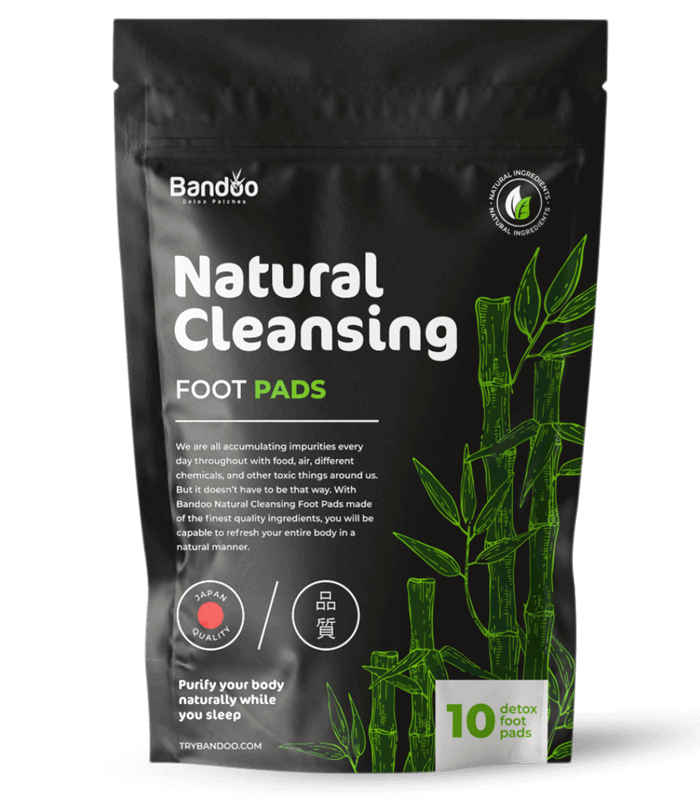 Bandoo
Detox Patches
NATURAL INGREDIENTS • NATURAL INGREDIENTS •
Natural
Cleansing
FOOT PADS
We are all accumulating impurities every
day throughout with food, air, different
chemicals, and other toxic things around us.
But it doesn't have to be that way. With
Bandoo Natural Cleansing Foot Pads made
of the finest quality ingredients, you will be
capable to refresh your entire body in a
natural manner.
JAPAN
QUALITY
品
質
Purify your body
naturally while
you sleep
10 detox
foot
pads
TRYBANDOO.COM